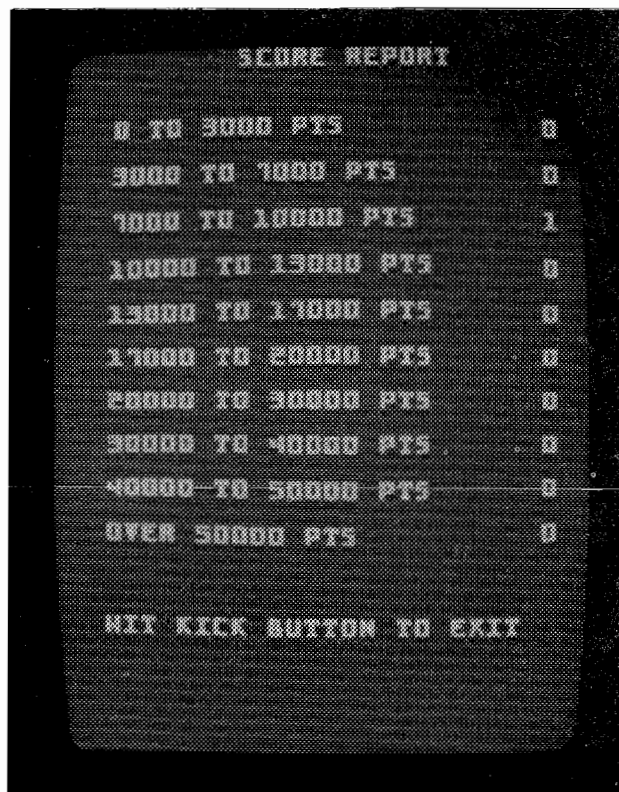 SCORE REPORT
0 TO 3000 PTS 0
3000 TO 7000 PTS 0
7000 TO 10000 PTS 1
10000 TO 13000 PTS 0
13000 TO 17000 PTS 0
17000 TO 20000 PTS 0
20000 TO 30000 PTS 0
30000 TO 40000 PTS 0
40000 TO 50000 PTS 0
OVER 50000 PTS 0
HIT KICK BUTTON TO EXIT